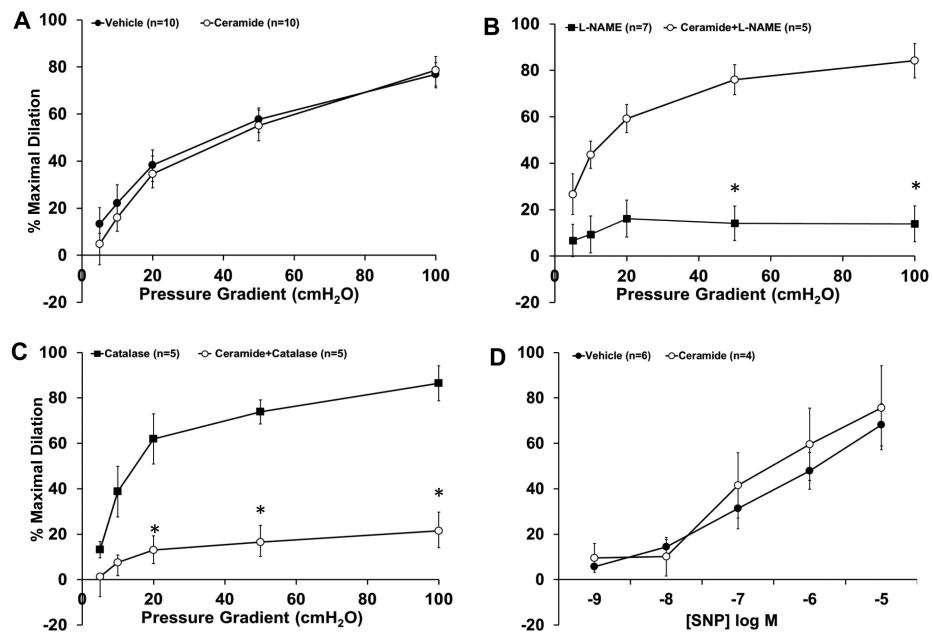 A
Vehicle (n=10) Ceramide (n=10)
% Maximal Dilation
100
80
60
40
20
0
-20
0 20 40 60 80 100
Pressure Gradient (cmH₂O)
B
L-NAME (n=7) Ceramide+L-NAME (n=5)
100
80
60
40
20
0
-20
* *
0 20 40 60 80 100
Pressure Gradient (cmH₂O)
C
Catalase (n=5) Ceramide+Catalase (n=5)
% Maximal Dilation
100
80
60
40
20
0
-20
* * *
0 20 40 60 80 100
Pressure Gradient (cmH₂O)
D
Vehicle (n=6) Ceramide (n=4)
100
80
60
40
20
0
-20
-9 -8 -7 -6 -5
[SNP] log M